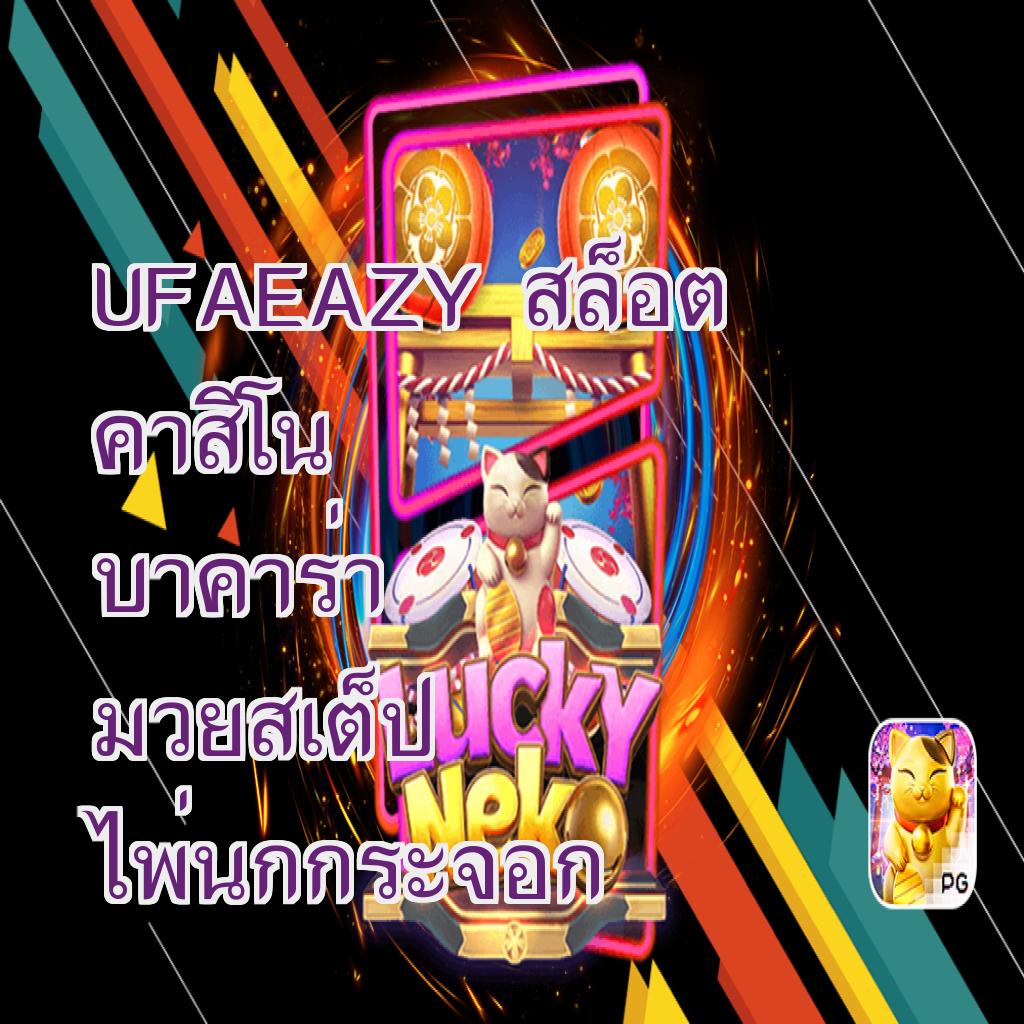 UFAEAZY สล็อต
คาสิโน
บาคาร่า
มวยสเต็ป
ไพ่นกกระจอก
Lucky
Neko
PG